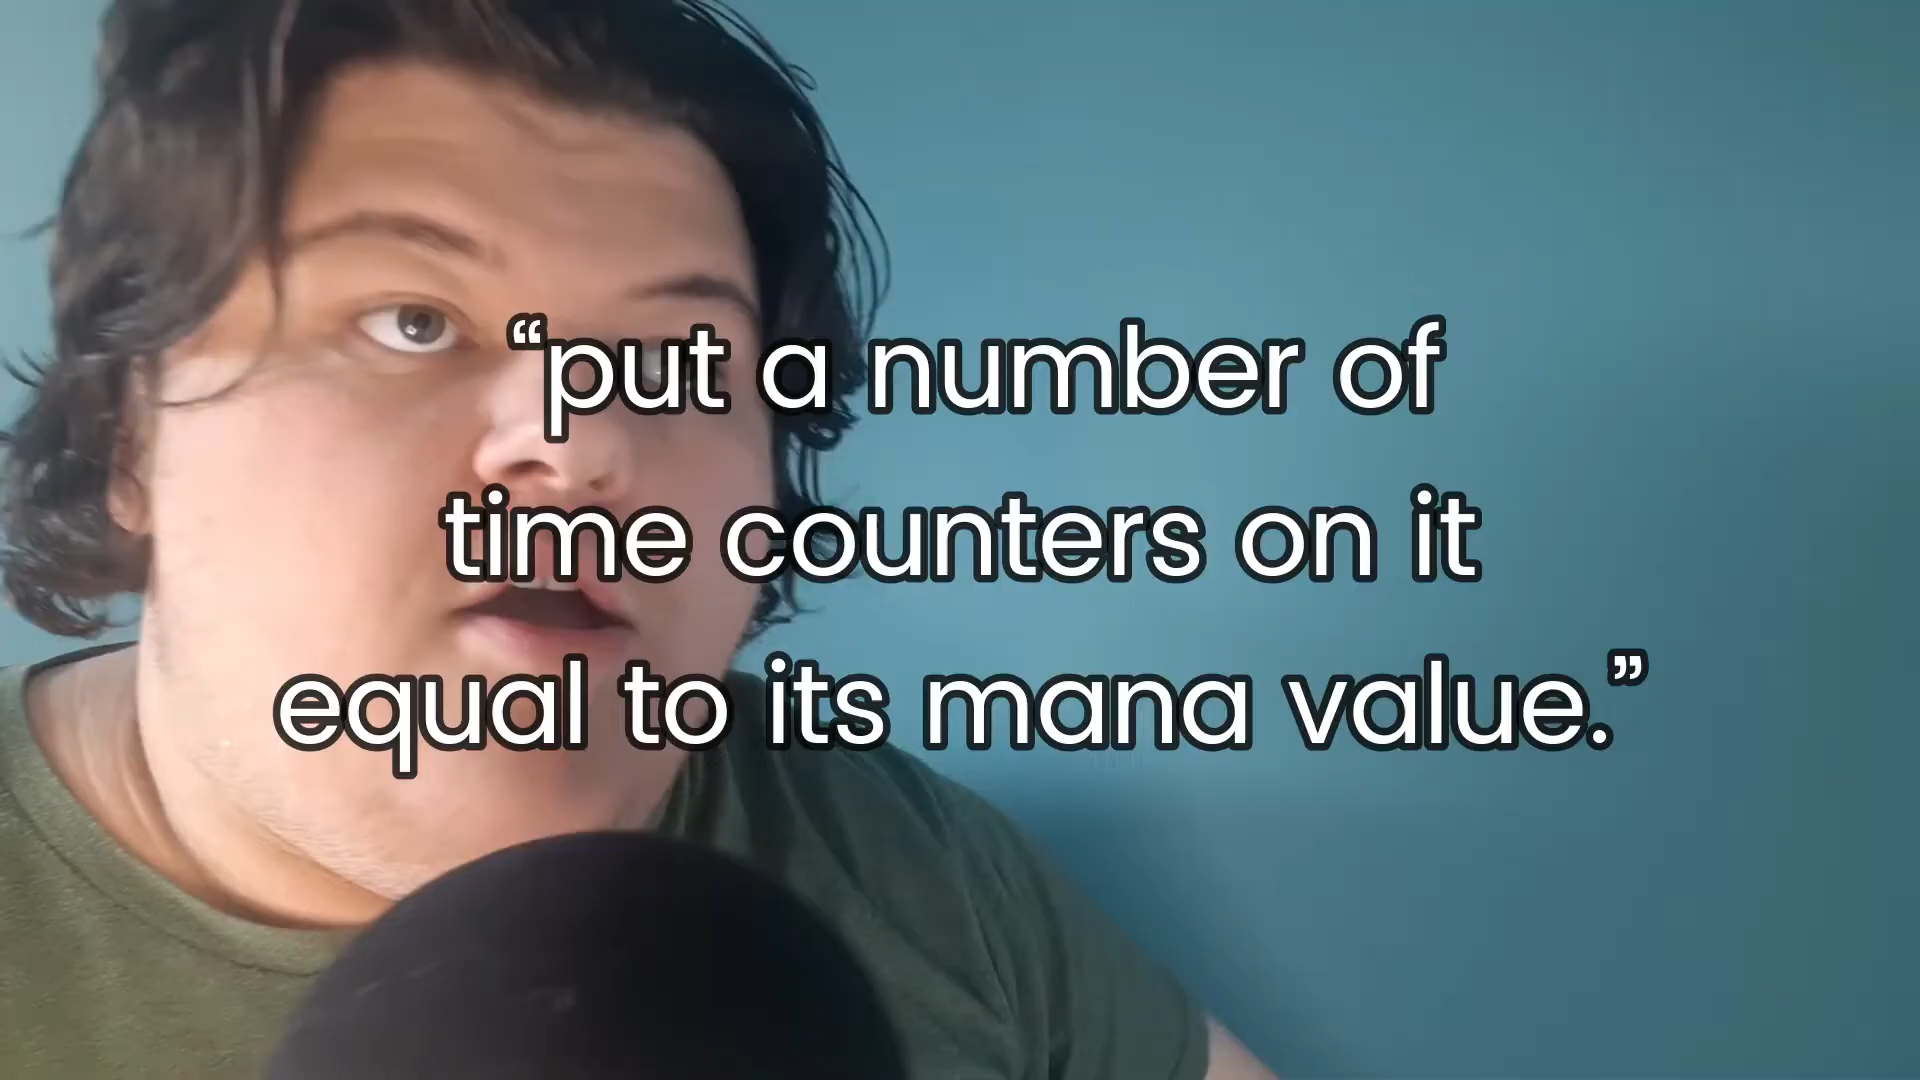 “put a number of
time counters on it
equal to its mana value.”